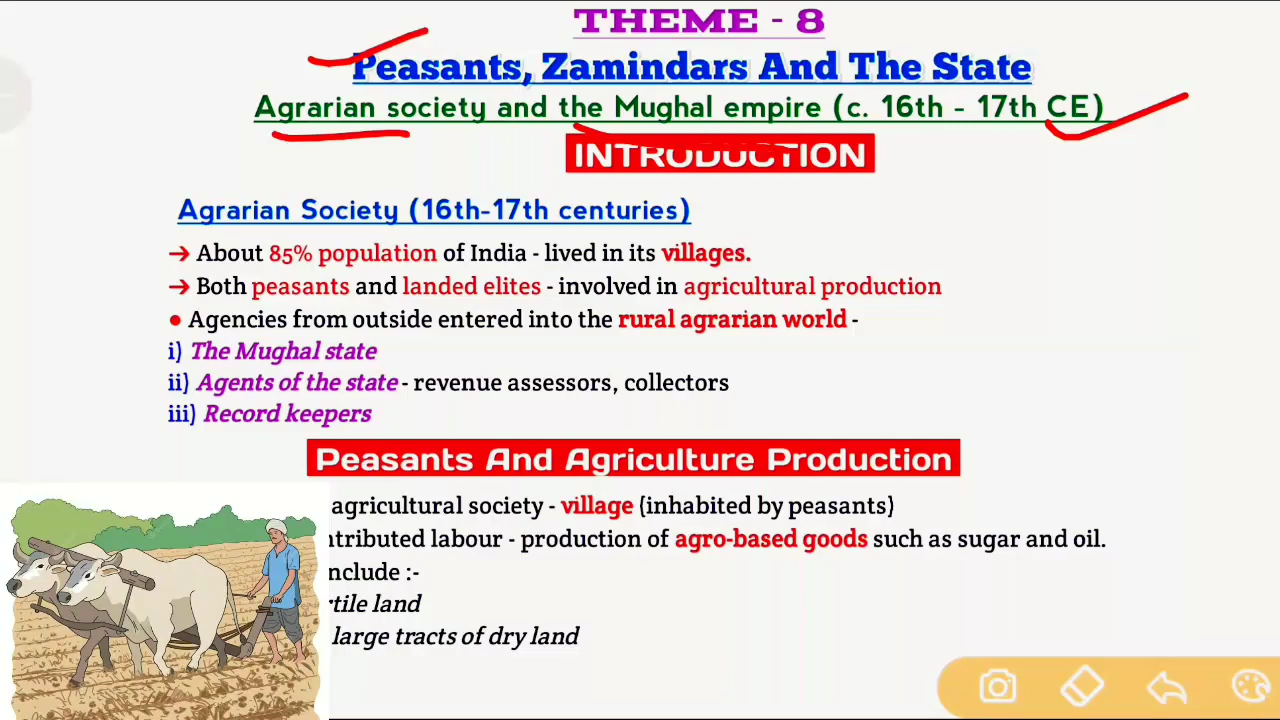 THEME - 8
Peasants, Zamindars And The State
Agrarian society and the Mughal empire (c. 16th - 17th CE)
INTRODUCTION
Agrarian Society (16th-17th centuries)
→ About 85% population of India - lived in its villages.
→ Both peasants and landed elites - involved in agricultural production
● Agencies from outside entered into the rural agrarian world -
i) The Mughal state
ii) Agents of the state - revenue assessors, collectors
iii) Record keepers
Peasants And Agriculture Production
agricultural society - village (inhabited by peasants)
labour - production of agro-based goods such as sugar and oil.
:-
land
large tracts of dry land